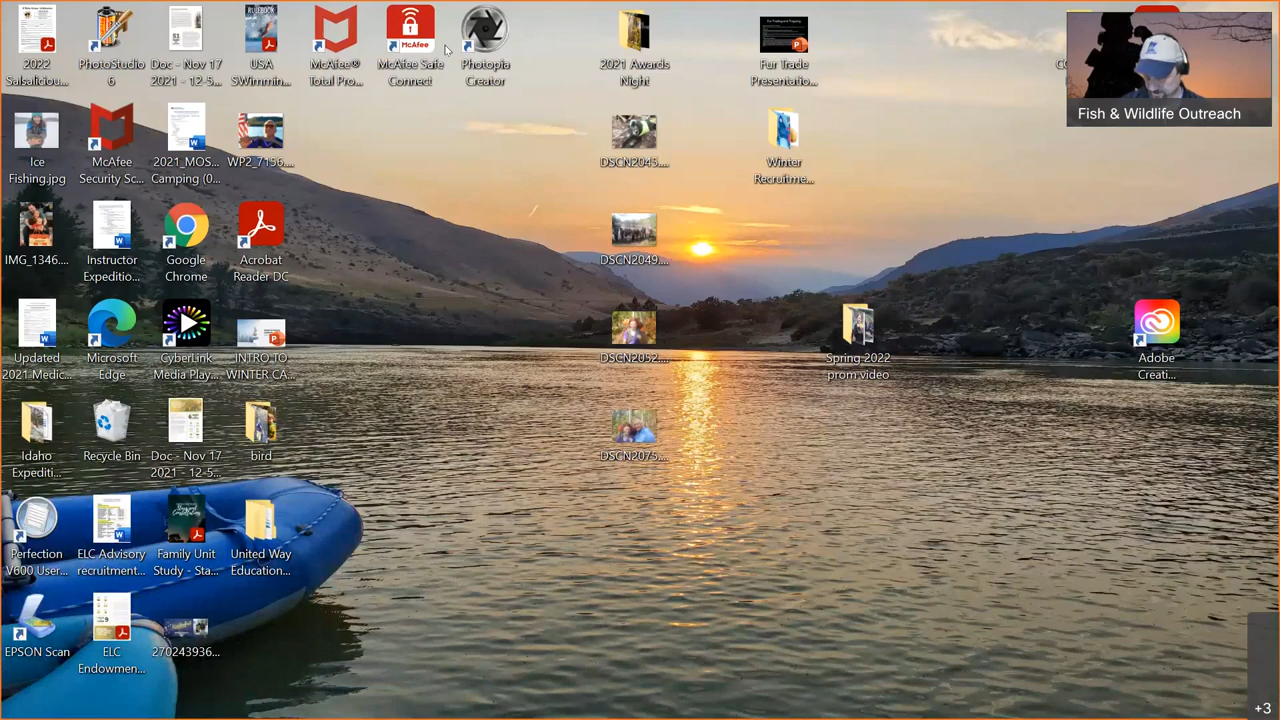 2022
Salsaliciou...
PhotoStudio
6
Doc - Nov 17
2021 - 12-5...
RULEBOOK
USA
SWimmin...
McAfee®
Total Pro...
McAfee
McAfee Safe
Connect
Photopia
Creator
2021 Awards
Night
Fur Trade
Presentatio...
Fish & Wildlife Outreach
Ice
Fishing.jpg
McAfee
Security Sc...
2021_MOS...
Camping (0...
WP2_7156....
DSCN2045....
Winter
Recruitme...
IMG_1346....
Instructor
Expeditio...
Google
Chrome
Acrobat
Reader DC
DSCN2049....
Updated
2021 Medic...
Microsoft
Edge
CyberLink
Media Play...
INTRO TO
WINTER CA...
DSCN2052....
Spring 2022
prom video
Adobe
Creati...
Idaho
Expediti...
Recycle Bin
Doc - Nov 17
2021 - 12-5...
bird
DSCN2075....
Perfection
V600 User...
ELC Advisory
recruitment...
Family Unit
Study - Sta...
United Way
Education...
EPSON Scan
ELC
Endowmen...
270243936...
+3